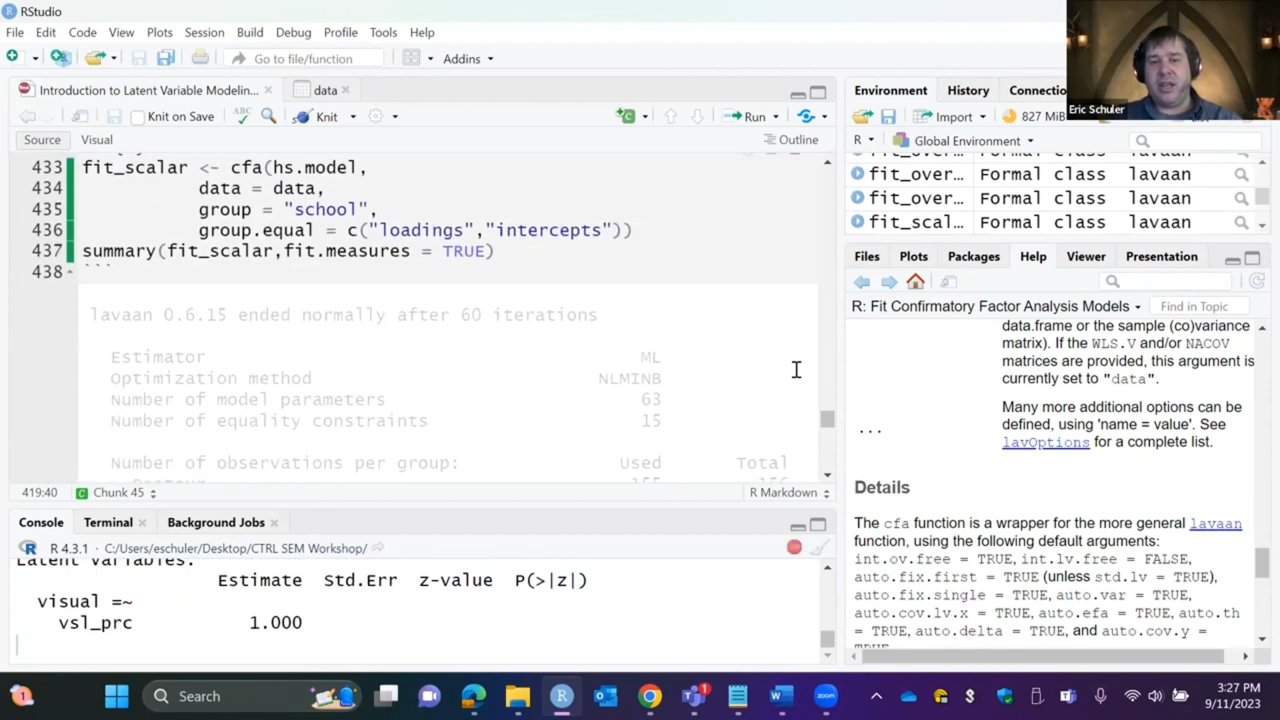 RStudio
File Edit Code View Plots Session Build Debug Profile Tools Help
Go to file/function Addins
Introduction to Latent Variable Modelin... data
Knit on Save ABC Knit Run
Source Visual Outline
433 fit_scalar <- cfa(hs.model,
434 data = data,
435 group = "school",
436 group.equal = c("loadings","intercepts"))
437 summary(fit_scalar,fit.measures = TRUE)
438 ```
lavaan 0.6.15 ended normally after 60 iterations
Estimator ML
Optimization method NLMINB
Number of model parameters 63
Number of equality constraints 15
Number of observations per group: Used Total
419:40 Chunk 45 R Markdown
Console Terminal Background Jobs
R 4.3.1 · C:/Users/eschuler/Desktop/CTRL SEM Workshop/
Latent Variables:
Estimate Std.Err z-value P(>|z|)
visual =~
vsl_prc 1.000
Eric Schuler
Environment History Connectio
Import 827 MiB
R Global Environment
fit_over… Formal class lavaan
fit_over… Formal class lavaan
fit_scal… Formal class lavaan
Files Plots Packages Help Viewer Presentation
R: Fit Confirmatory Factor Analysis Models Find in Topic
data.frame or the sample (co)variance
matrix). If the WLS.V and/or NACOV
matrices are provided, this argument is
currently set to "data".
... Many more additional options can be
defined, using 'name = value'. See
lavOptions for a complete list.
Details
The cfa function is a wrapper for the more general lavaan
function, using the following default arguments:
int.ov.free = TRUE, int.lv.free = FALSE,
auto.fix.first = TRUE (unless std.lv = TRUE),
auto.fix.single = TRUE, auto.var = TRUE,
auto.cov.lv.x = TRUE, auto.efa = TRUE, auto.th
= TRUE, auto.delta = TRUE, and auto.cov.y =
TRUE
1 Search 1 zoom 3:27 PM
9/11/2023